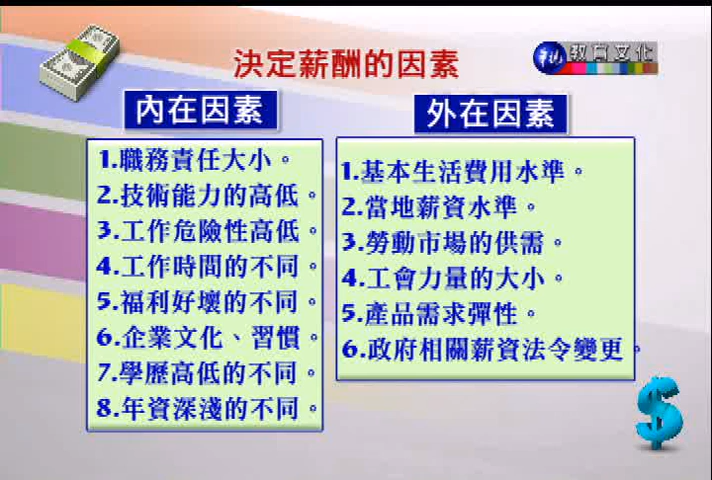 決定薪酬的因素
教育文化
內在因素
1.職務責任大小。
2.技術能力的高低。
3.工作危險性高低。
4.工作時間的不同。
5.福利好壞的不同。
6.企業文化、習慣。
7.學歷高低的不同。
8.年資深淺的不同。
外在因素
1.基本生活費用水準。
2.當地薪資水準。
3.勞動市場的供需。
4.工會力量的大小。
5.產品需求彈性。
6.政府相關薪資法令變更。
$